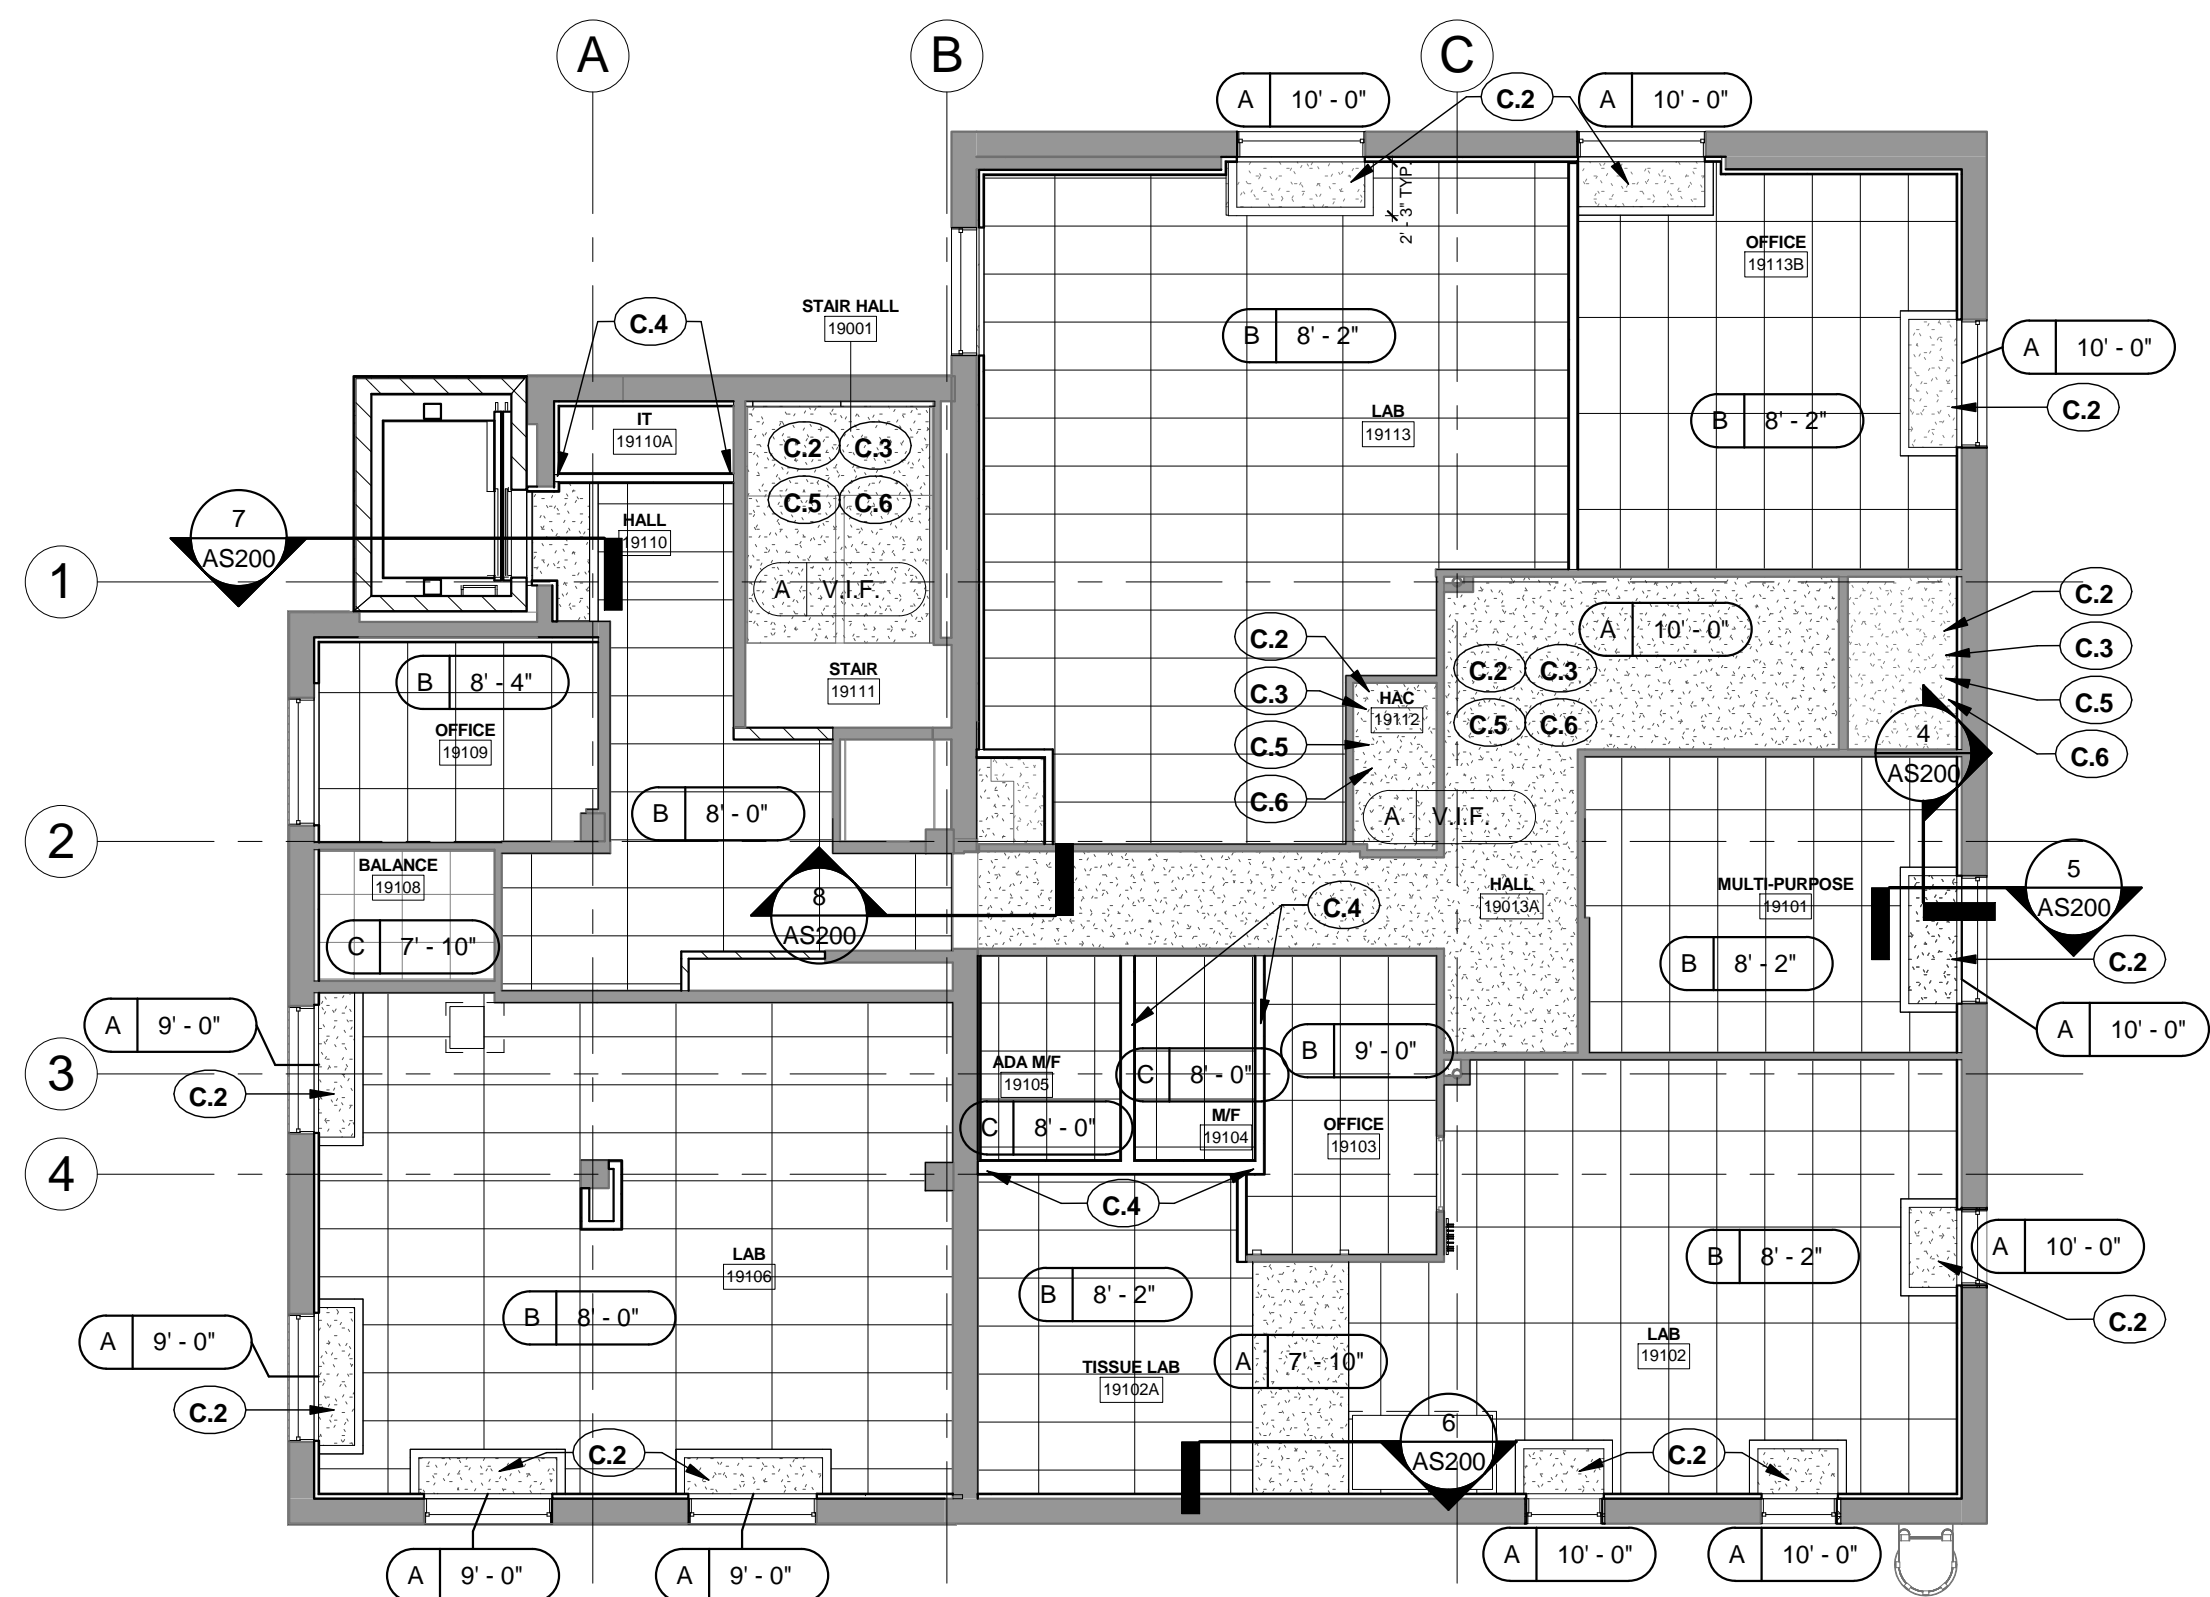 A
B
C
A 10' - 0"
C.2
A 10' - 0"
2' - 3" TYP.
OFFICE
19113B
STAIR HALL
19001
C.4
B 8' - 2"
A 10' - 0"
C.2
LAB
19113
B 8' - 2"
IT
19110A
C.2 C.3
C.5 C.6
7
AS200
HALL
19110
1
A V.I.F.
A 10' - 0"
C.2
C.3
C.5
C.6
C.2
C.3
C.5
C.6
HAC
19112
C.2 C.3
C.5 C.6
B 8' - 4"
OFFICE
19109
STAIR
19111
4
AS200
B 8' - 0"
A V.I.F.
2
BALANCE
19108
C 7' - 10"
8
AS200
C.4
HALL
19013A
MULTI-PURPOSE
19101
5
AS200
B 8' - 2"
C.2
A 10' - 0"
A 9' - 0"
C.2
3
ADA M/F
19105
C 8' - 0"
C 8' - 0"
M/F
19104
B 9' - 0"
OFFICE
19103
4
C.4
LAB
19106
B 8' - 0"
B 8' - 2"
TISSUE LAB
19102A
A 7' - 10"
B 8' - 2"
LAB
19102
A 10' - 0"
C.2
A 9' - 0"
C.2
C.2
6
AS200
C.2
A 9' - 0"
A 9' - 0"
A 10' - 0"
A 10' - 0"